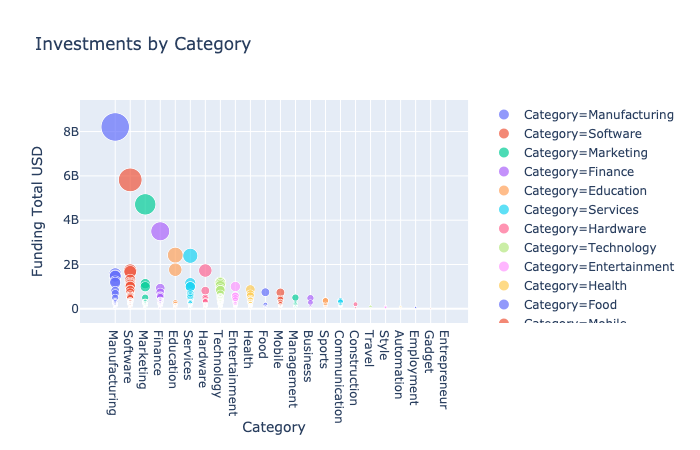 Investments by Category
Funding Total USD
8B
6B
4B
2B
0
Manufacturing
Software
Marketing
Finance
Education
Services
Hardware
Technology
Entertainment
Health
Food
Mobile
Management
Business
Sports
Communication
Construction
Travel
Style
Automation
Employment
Gadget
Entrepreneur
Category
Category=Manufacturing
Category=Software
Category=Marketing
Category=Finance
Category=Education
Category=Services
Category=Hardware
Category=Technology
Category=Entertainment
Category=Health
Category=Food
Category=Mobile